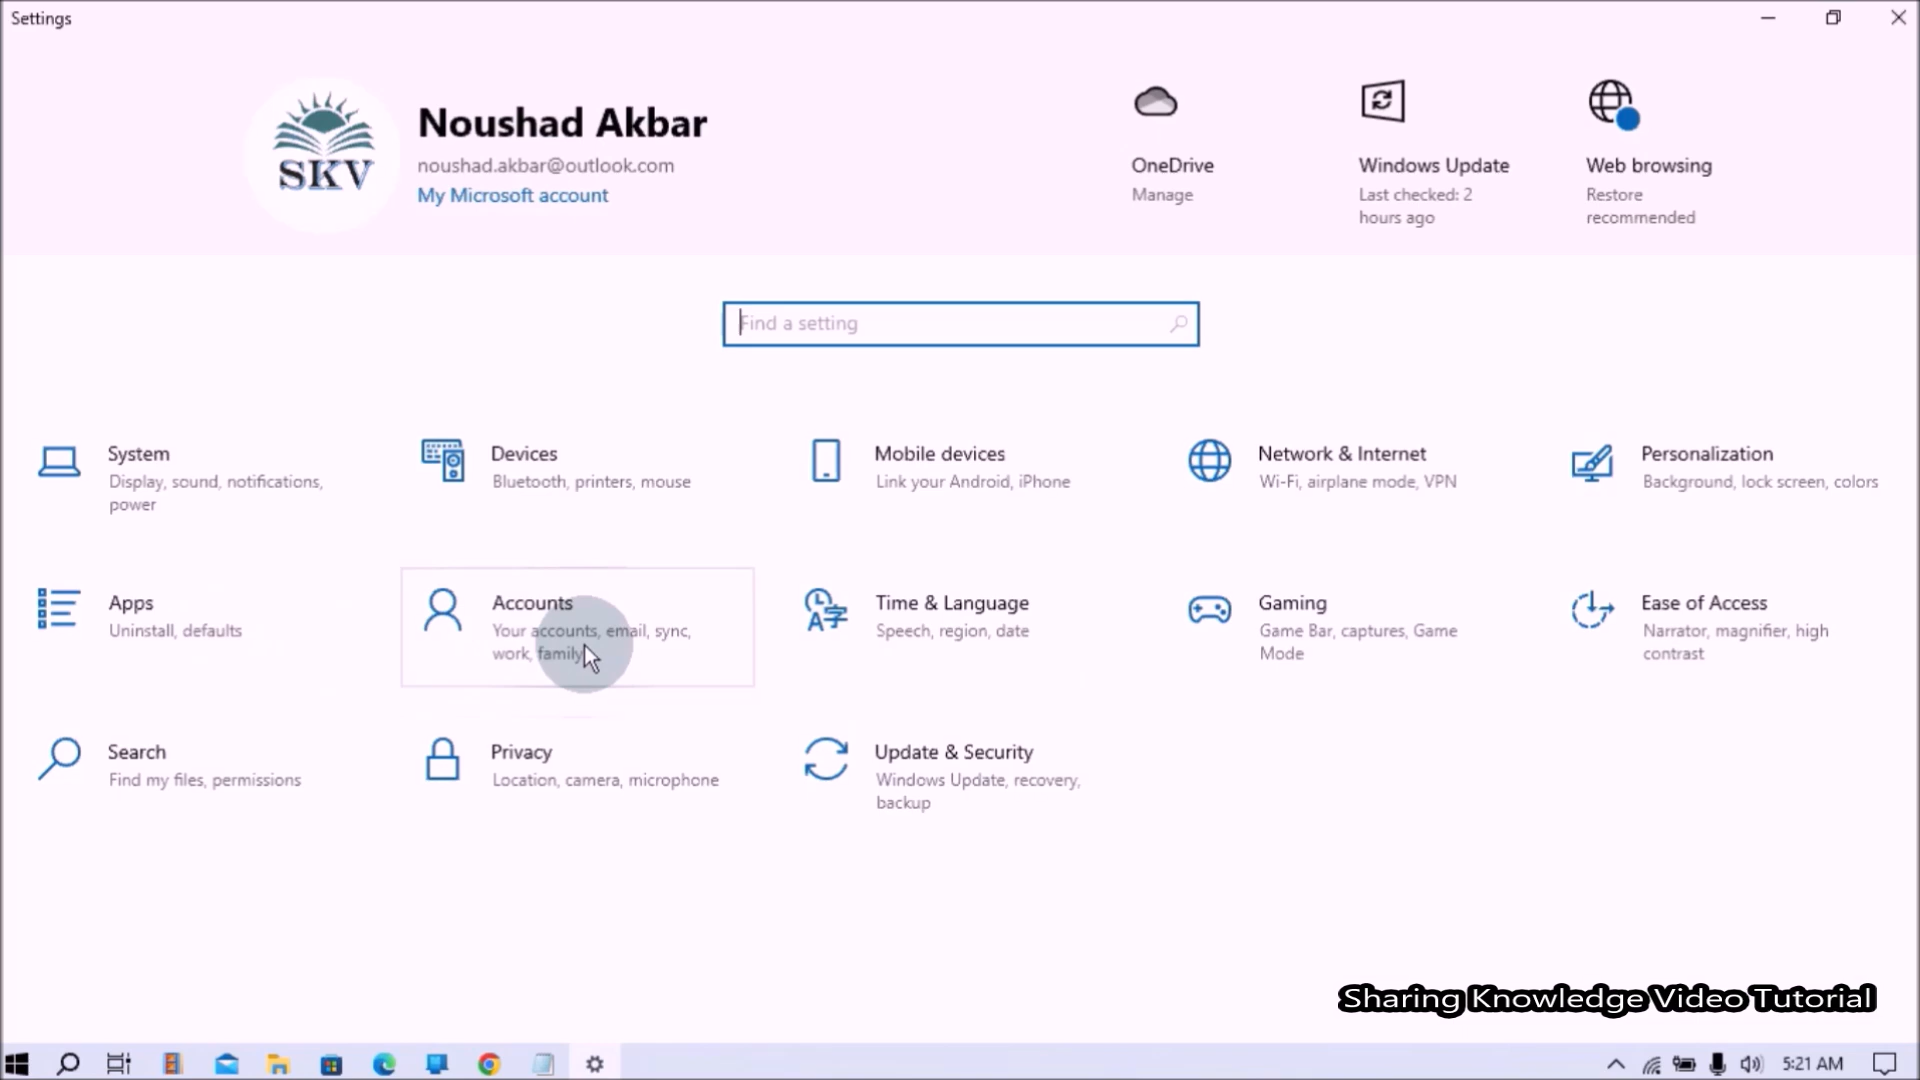 Settings
SKV
Noushad Akbar
noushad.akbar@outlook.com
My Microsoft account
OneDrive
Manage
Windows Update
Last checked: 2
hours ago
Web browsing
Restore
recommended
Find a setting
System
Display, sound, notifications,
power
Devices
Bluetooth, printers, mouse
Mobile devices
Link your Android, iPhone
Network & Internet
Wi-Fi, airplane mode, VPN
Personalization
Background, lock screen, colors
Apps
Uninstall, defaults
Accounts
Your accounts, email, sync,
work, family
Time & Language
Speech, region, date
Gaming
Game Bar, captures, Game
Mode
Ease of Access
Narrator, magnifier, high
contrast
Search
Find my files, permissions
Privacy
Location, camera, microphone
Update & Security
Windows Update, recovery,
backup
Sharing Knowledge Video Tutorial
5:21 AM